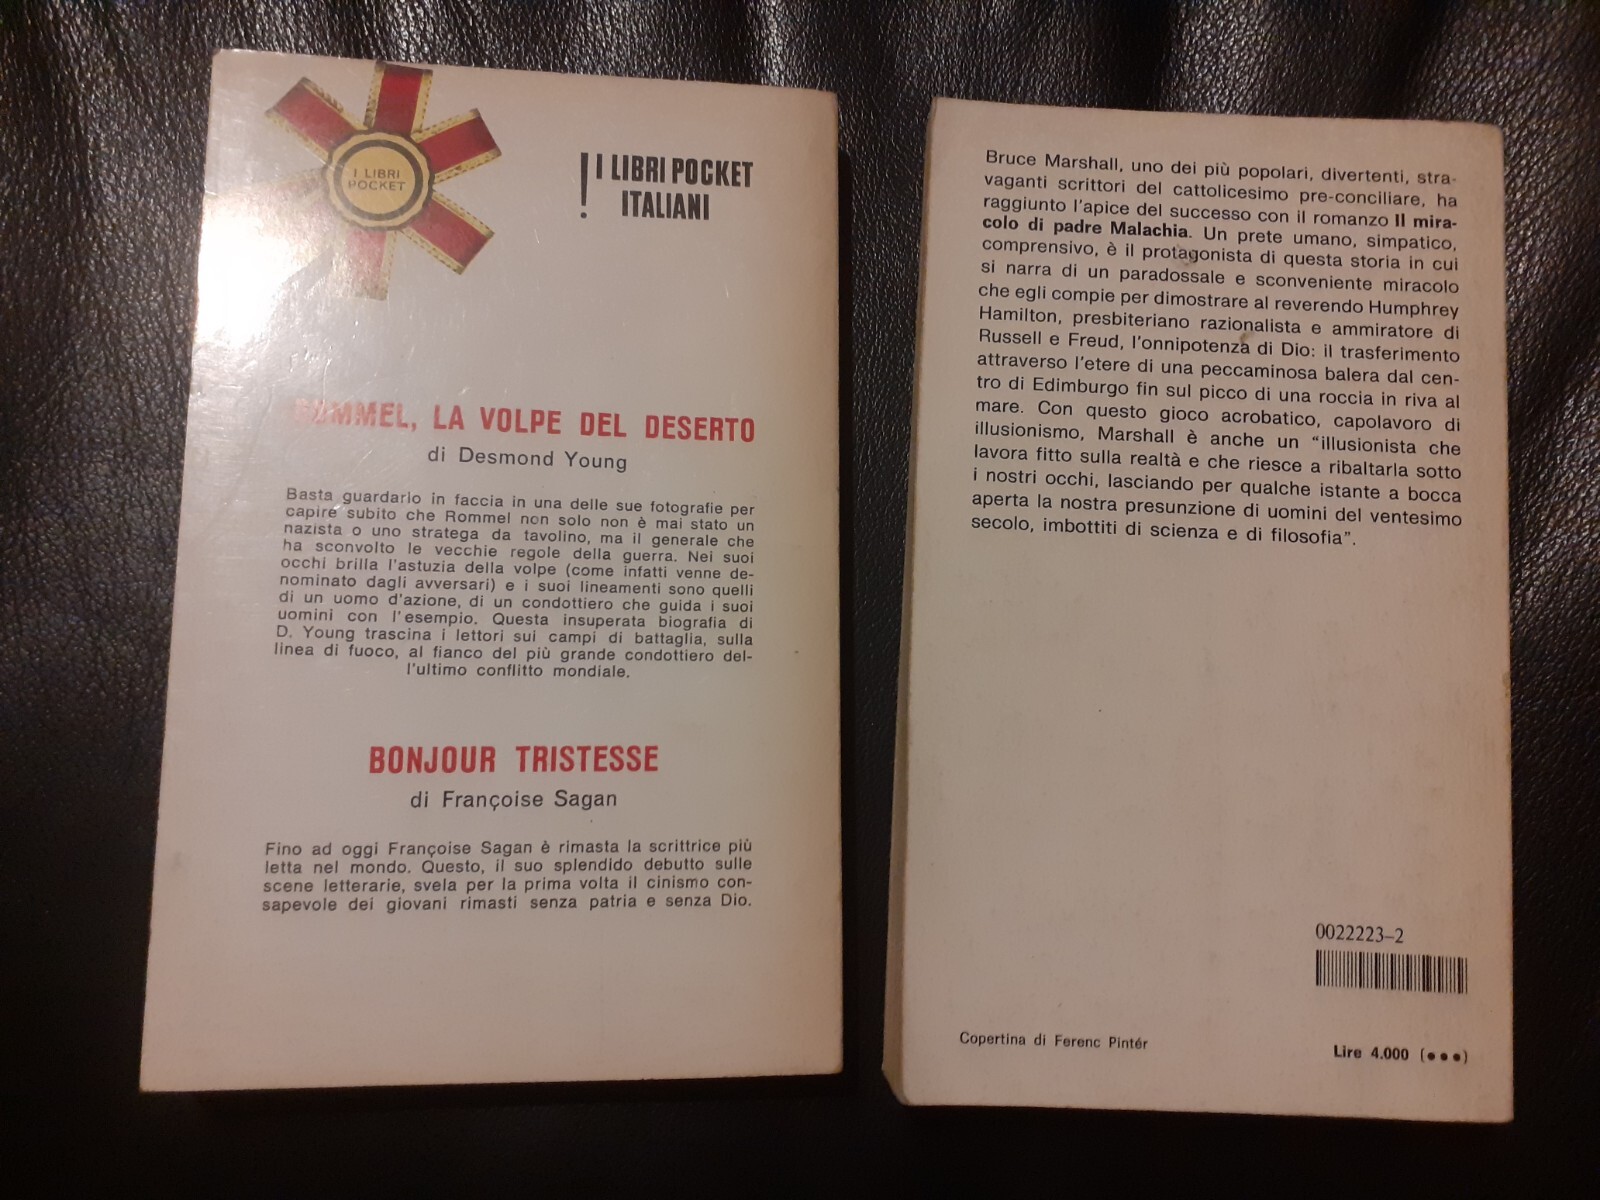 I LIBRI
POCKET
! I LIBRI POCKET
ITALIANI
ROMMEL, LA VOLPE DEL DESERTO
di Desmond Young
Basta guardarlo in faccia in una delle sue fotografie per
capire subito che Rommel non solo non è mai stato un
nazista o uno stratega da tavolino, ma il generale che
ha sconvolto le vecchie regole della guerra. Nei suoi
occhi brilla l'astuzia della volpe (come infatti venne de-
nominato dagli avversari) e i suoi lineamenti sono quelli
di un uomo d'azione, di un condottiero che guida i suoi
uomini con l'esempio. Questa insuperata biografia di
D. Young trascina i lettori sui campi di battaglia, sulla
linea di fuoco, al fianco del più grande condottiero del-
l'ultimo conflitto mondiale.
BONJOUR TRISTESSE
di Françoise Sagan
Fino ad oggi Françoise Sagan è rimasta la scrittrice più
letta nel mondo. Questo, il suo splendido debutto sulle
scene letterarie, svela per la prima volta il cinismo con-
sapevole dei giovani rimasti senza patria e senza Dio.
Bruce Marshall, uno dei più popolari, divertenti, stra-
vaganti scrittori del cattolicesimo pre-conciliare, ha
raggiunto l'apice del successo con il romanzo Il mira-
colo di padre Malachia. Un prete umano, simpatico,
comprensivo, è il protagonista di questa storia in cui
si narra di un paradossale e sconveniente miracolo
che egli compie per dimostrare al reverendo Humphrey
Hamilton, presbiteriano razionalista e ammiratore di
Russell e Freud, l'onnipotenza di Dio: il trasferimento
attraverso l'etere di una peccaminosa balera dal cen-
tro di Edimburgo fin sul picco di una roccia in riva al
mare. Con questo gioco acrobatico, capolavoro di
illusionismo, Marshall è anche un "illusionista che
lavora fitto sulla realtà e che riesce a ribaltarla sotto
i nostri occhi, lasciando per qualche istante a bocca
aperta la nostra presunzione di uomini del ventesimo
secolo, imbottiti di scienza e di filosofia".
0022223-2
Copertina di Ferenc Pintér
Lire 4.000 (•••)